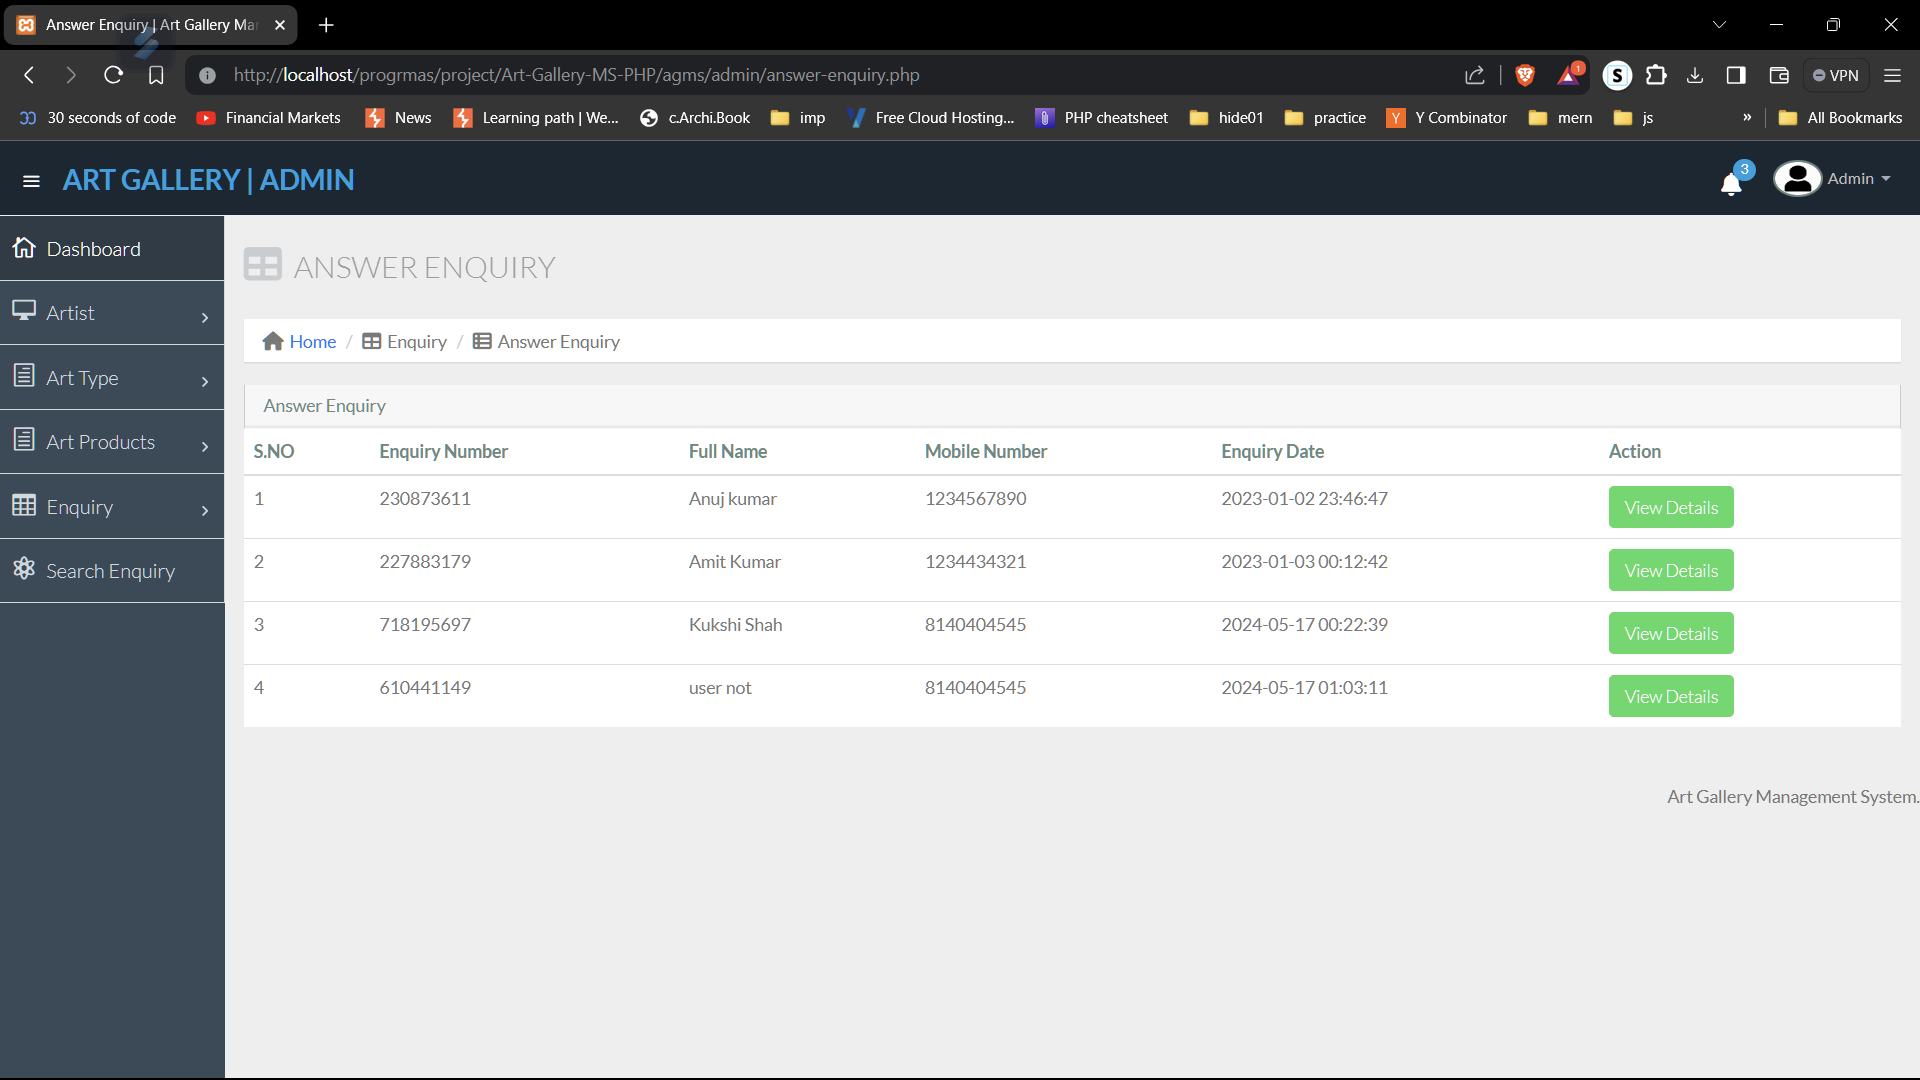 Answer Enquiry | Art Gallery Ma
http://localhost/progrmas/project/Art-Gallery-MS-PHP/agms/admin/answer-enquiry.php
1
S
VPN
30 seconds of code Financial Markets News Learning path | We... c.Archi.Book imp Free Cloud Hosting... PHP cheatsheet hide01 practice Y Y Combinator mern js » All Bookmarks
ART GALLERY | ADMIN
3
Admin
Dashboard
Artist
Art Type
Art Products
Enquiry
Search Enquiry
ANSWER ENQUIRY
Home / Enquiry / Answer Enquiry
Answer Enquiry
S.NO Enquiry Number Full Name Mobile Number Enquiry Date Action
1 230873611 Anuj kumar 1234567890 2023-01-02 23:46:47 View Details
2 227883179 Amit Kumar 1234434321 2023-01-03 00:12:42 View Details
3 718195697 Kukshi Shah 8140404545 2024-05-17 00:22:39 View Details
4 610441149 user not 8140404545 2024-05-17 01:03:11 View Details
Art Gallery Management System.